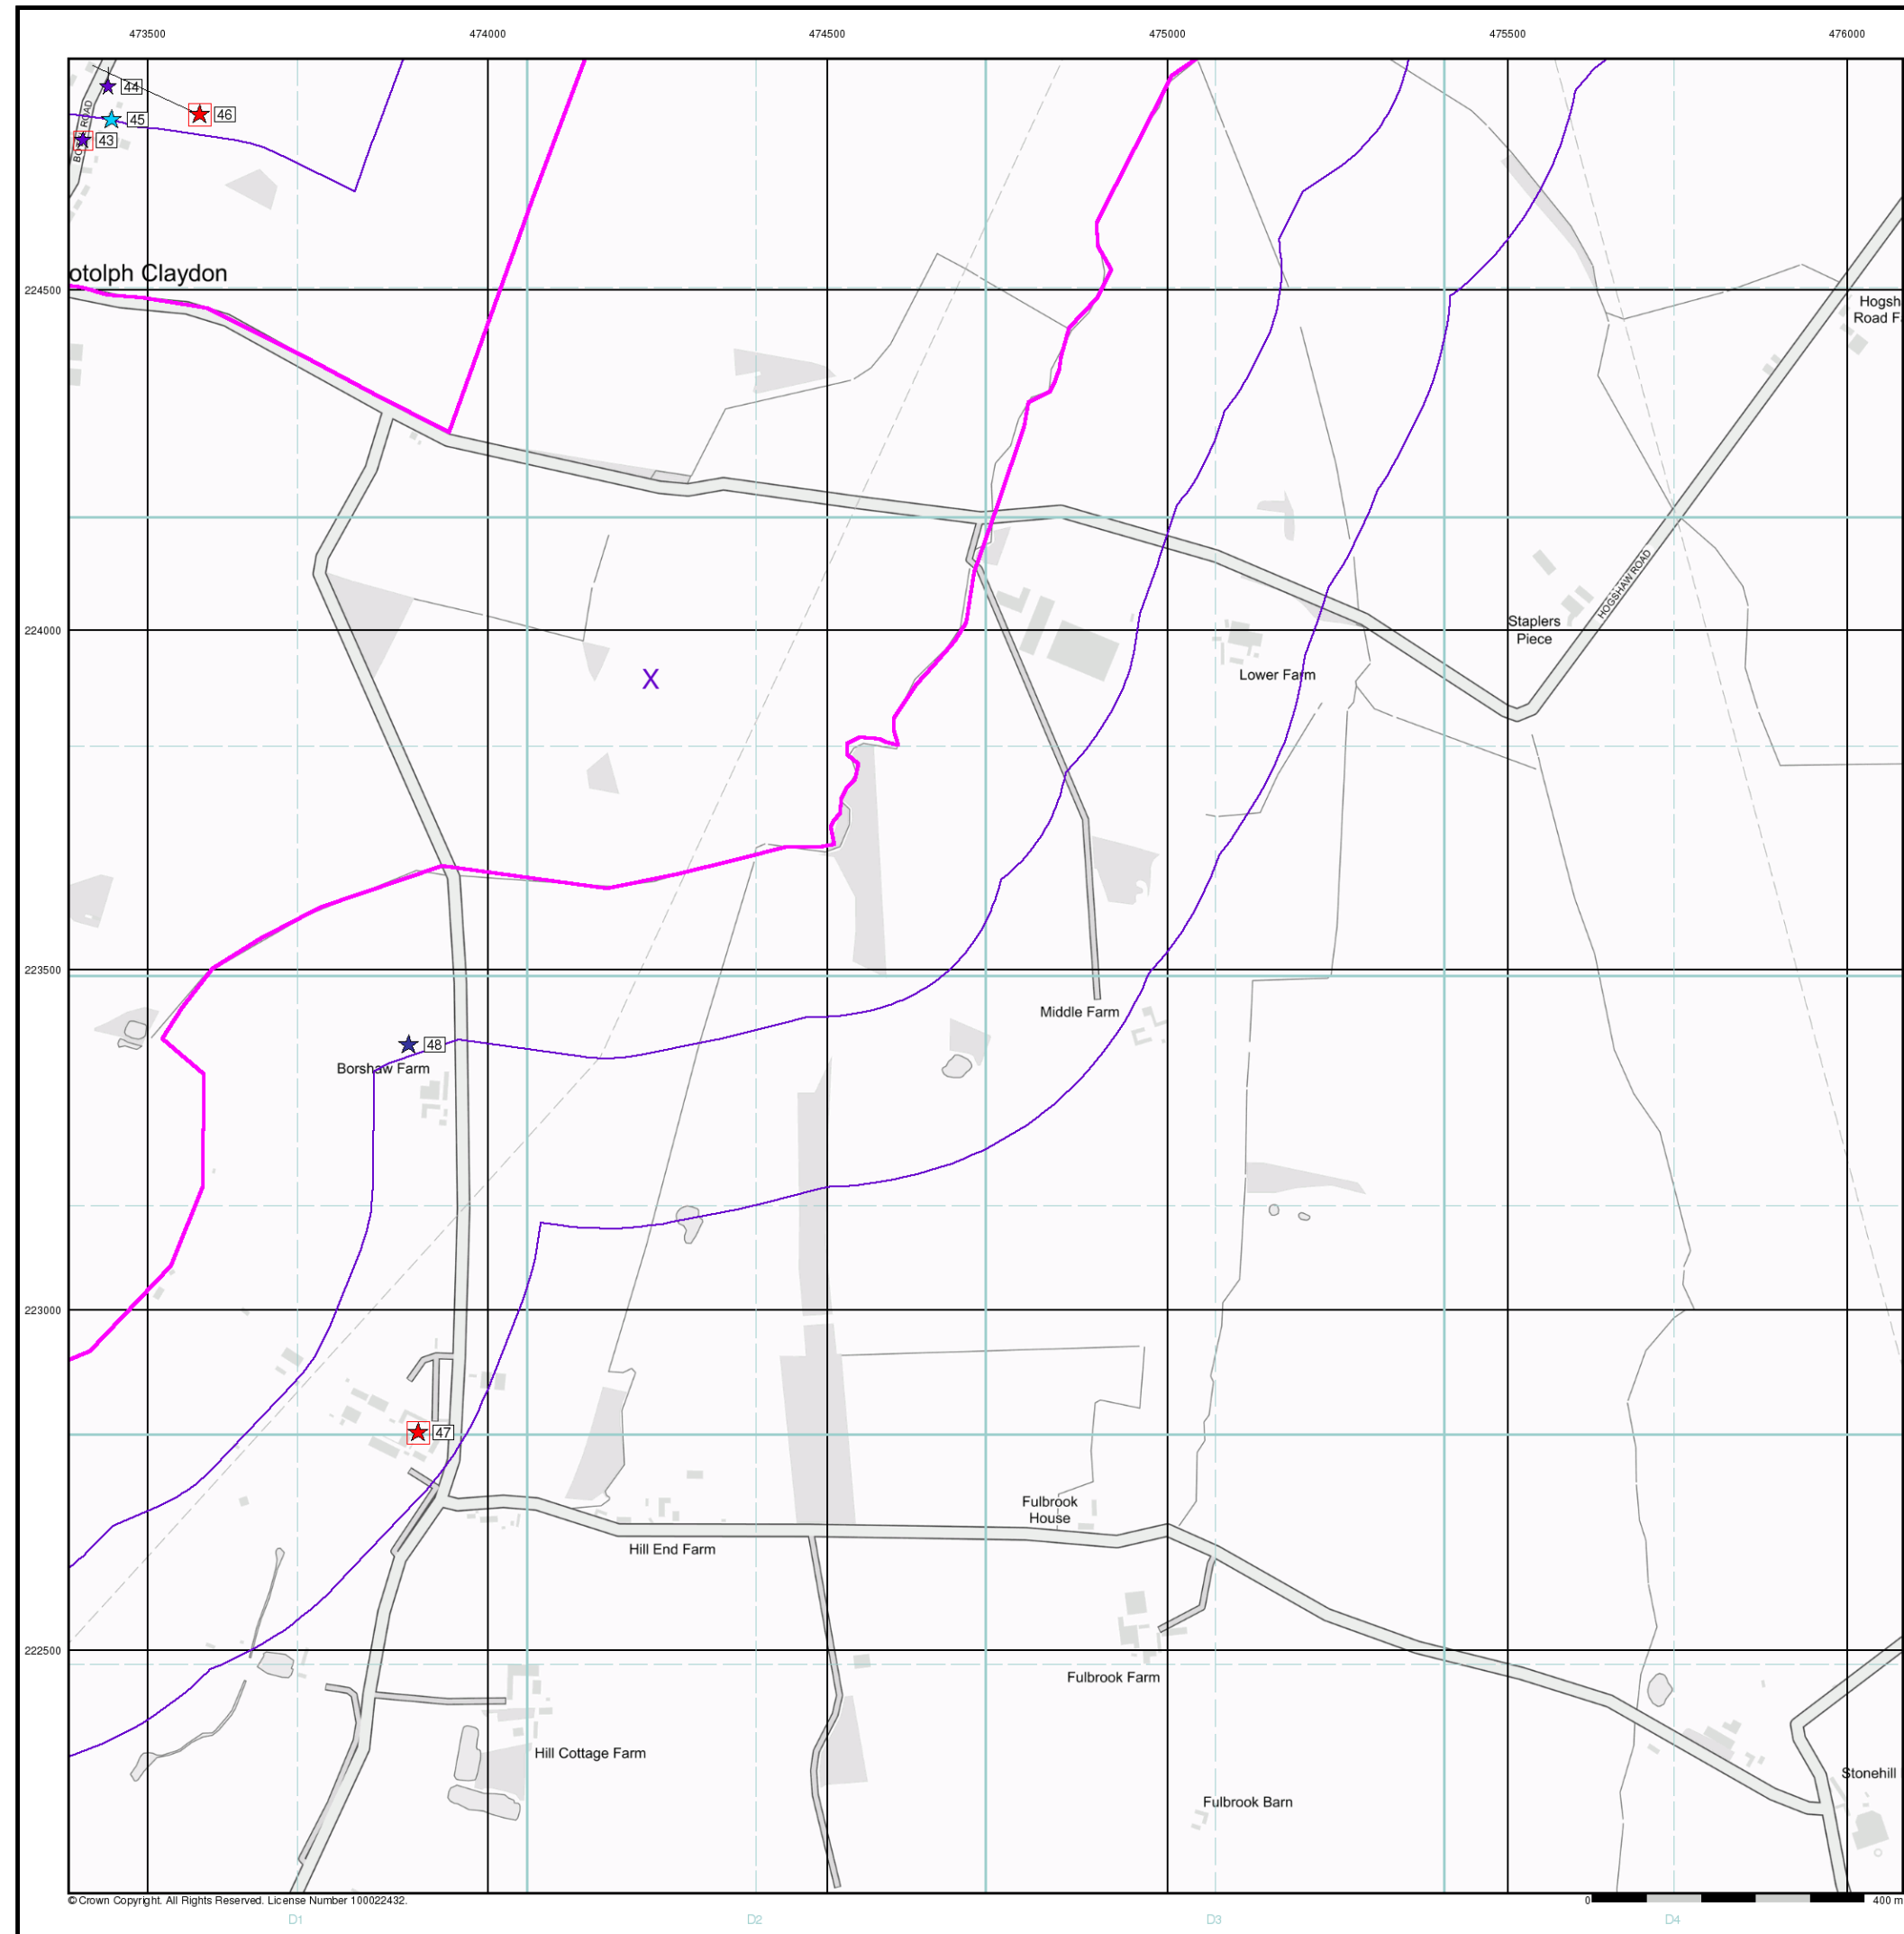 473500 474000 474500 475000 475500 476000
44
46
45
43
ROAD
otolph Claydon
224500
Hogsh
Road F
HOGSHAW ROAD
Staplers
Piece
224000
X
Lower Farm
223500
Middle Farm
48
Borshaw Farm
223000
47
Fulbrook
House
Hill End Farm
222500
Fulbrook Farm
Hill Cottage Farm
Stonehill
Fulbrook Barn
© Crown Copyright. All Rights Reserved. License Number 100022432.
0 400 m
D1 D2 D3 D4